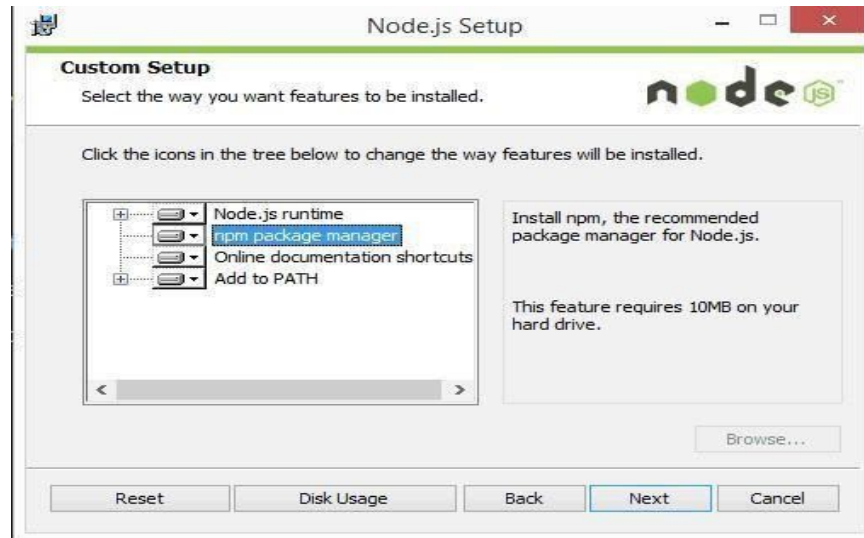 Node.js Setup
Custom Setup
Select the way you want features to be installed.
node
JS
Click the icons in the tree below to change the way features will be installed.
Node.js runtime
npm package manager
Online documentation shortcuts
Add to PATH
Install npm, the recommended
package manager for Node.js.
This feature requires 10MB on your
hard drive.
Browse...
Reset
Disk Usage
Back
Next
Cancel